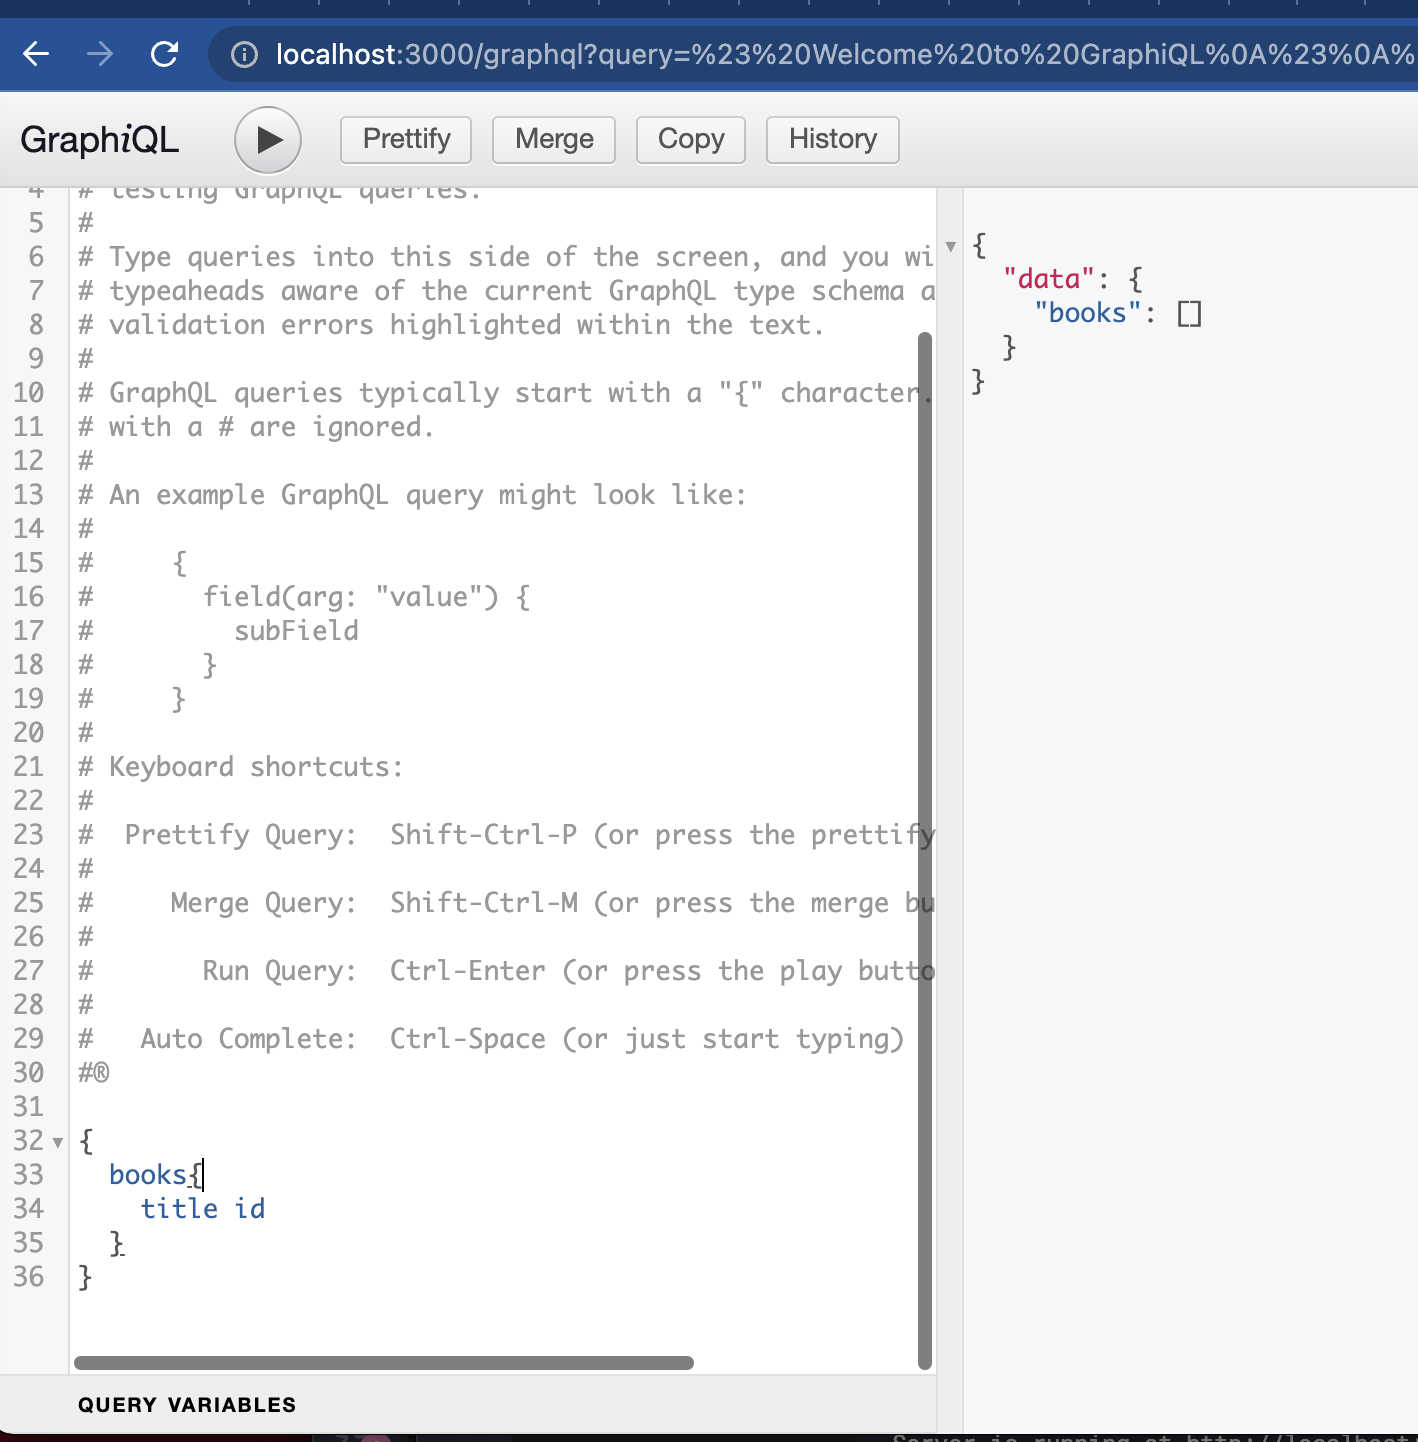 localhost:3000/graphql?query=%23%20Welcome%20to%20GraphiQL%0A%23%0A%
GraphiQL Prettify Merge Copy History
4 # testing GraphQL queries.
5 #
6 # Type queries into this side of the screen, and you wi
7 # typeaheads aware of the current GraphQL type schema a
8 # validation errors highlighted within the text.
9 #
10 # GraphQL queries typically start with a "{" character.
11 # with a # are ignored.
12 #
13 # An example GraphQL query might look like:
14 #
15 #     {
16 #       field(arg: "value") {
17 #         subField
18 #       }
19 #     }
20 #
21 # Keyboard shortcuts:
22 #
23 #  Prettify Query:  Shift-Ctrl-P (or press the prettify
24 #
25 #     Merge Query:  Shift-Ctrl-M (or press the merge bu
26 #
27 #       Run Query:  Ctrl-Enter (or press the play butto
28 #
29 #   Auto Complete:  Ctrl-Space (or just start typing)
30 #®
31
32 {
33   books{
34     title id
35   }
36 }
QUERY VARIABLES
{
  "data": {
    "books": []
  }
}
Server is running at http://localhost: